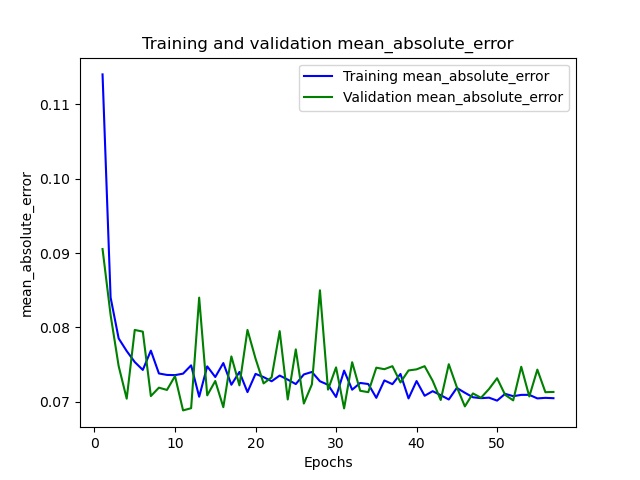 Training and validation mean_absolute_error
Training mean_absolute_error
Validation mean_absolute_error
mean_absolute_error
0.11
0.10
0.09
0.08
0.07
0 10 20 30 40 50
Epochs